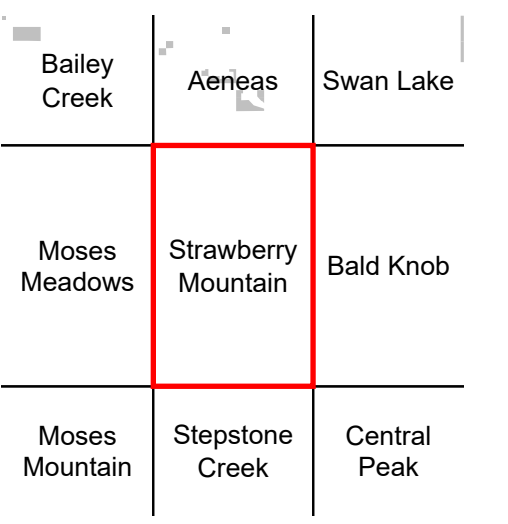 Bailey
Creek
Aeneas
Swan Lake
Moses
Meadows
Strawberry
Mountain
Bald Knob
Moses
Mountain
Stepstone
Creek
Central
Peak